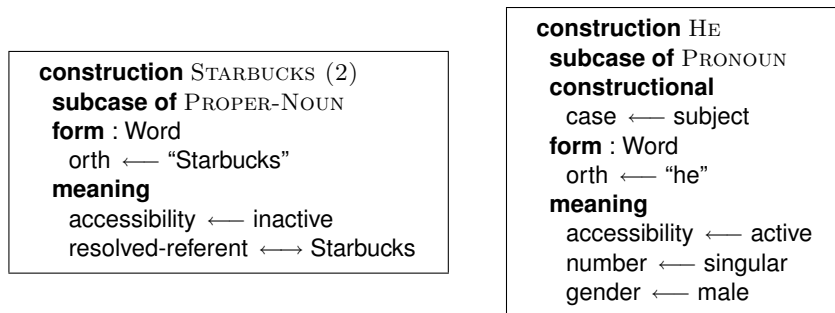 construction STARBUCKS (2)
subcase of PROPER-NOUN
form : Word
orth ⟵ “Starbucks”
meaning
accessibility ⟵ inactive
resolved-referent ⟷ Starbucks
construction HE
subcase of PRONOUN
constructional
case ⟵ subject
form : Word
orth ⟵ “he”
meaning
accessibility ⟵ active
number ⟵ singular
gender ⟵ male